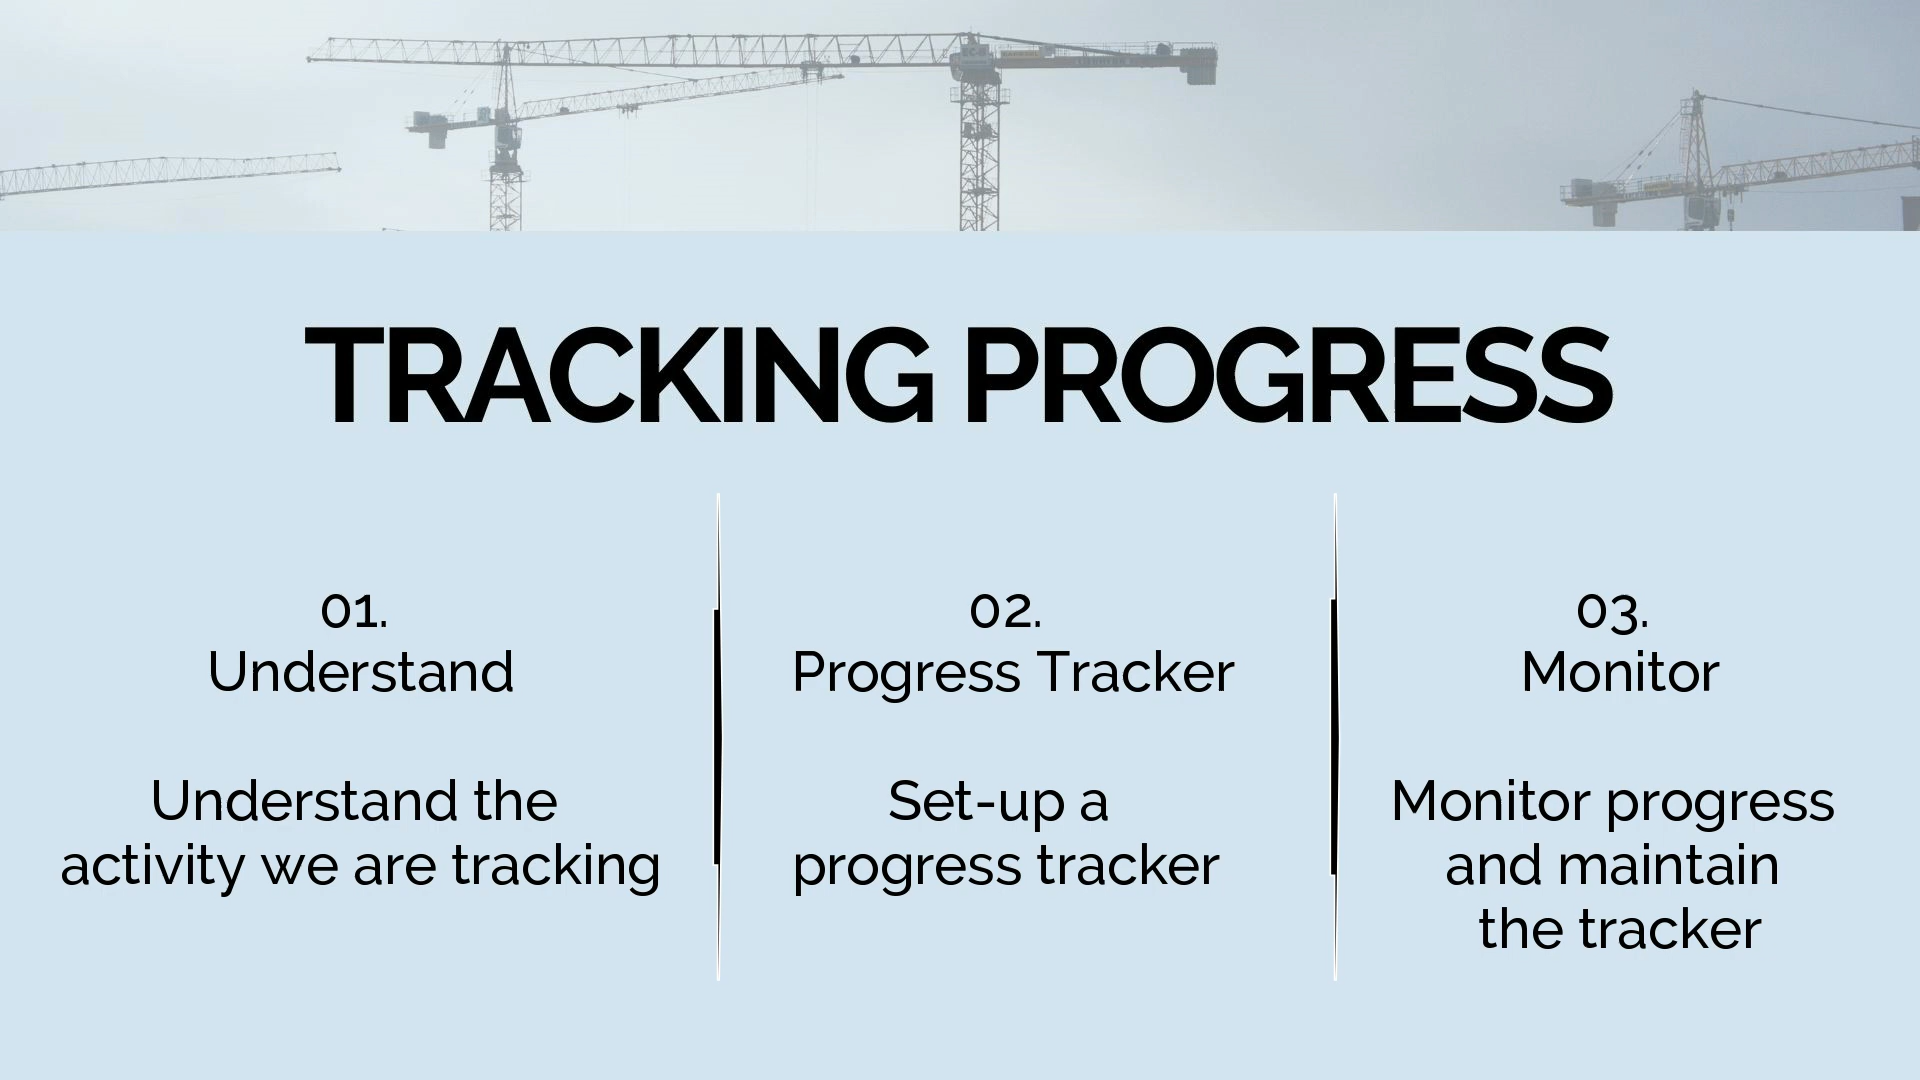 TRACKING PROGRESS
01.
Understand
Understand the
activity we are tracking
02.
Progress Tracker
Set-up a
progress tracker
03.
Monitor
Monitor progress
and maintain
the tracker